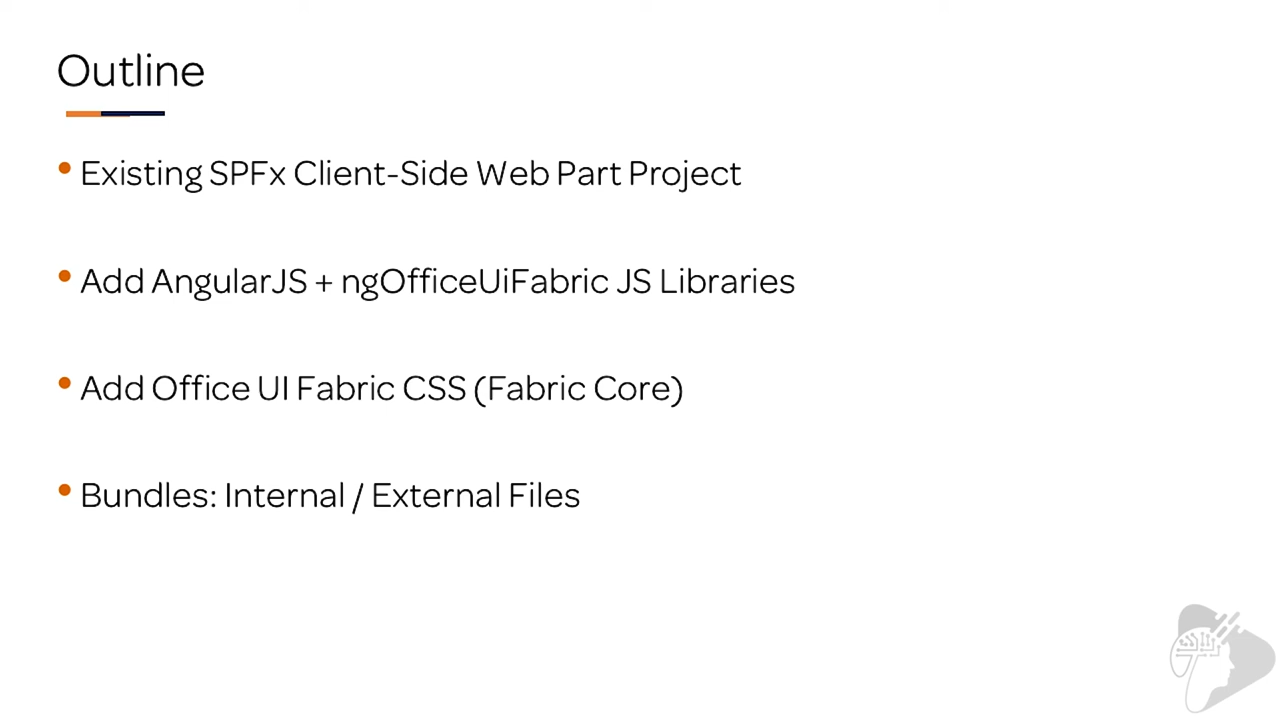 Outline
• Existing SPFx Client-Side Web Part Project
• Add AngularJS + ngOfficeUiFabric JS Libraries
• Add Office UI Fabric CSS (Fabric Core)
• Bundles: Internal / External Files